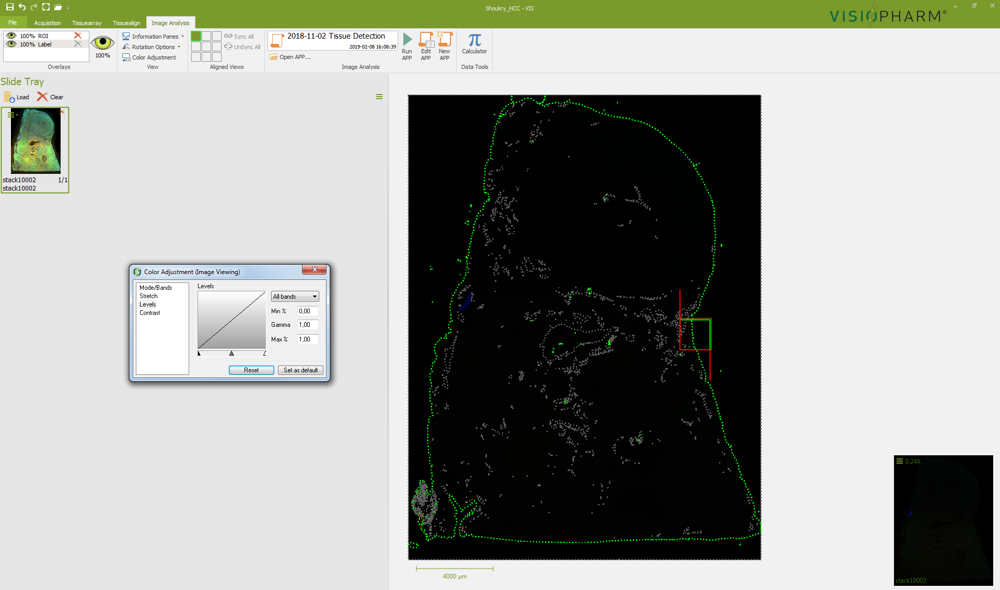 Shoukry_HCC - VIS
VISIOPHARM®
File Acquisition Tissuearray Tissuealign Image Analysis
100% ROI
100% Label
100%
Overlays
Information Panes
Rotation Options
Color Adjustment
View
Sync All
UnSync All
Aligned Views
2018-11-02 Tissue Detection
2019-02-08 16:08:39
Open APP...
Run APP
Edit APP
New APP
Image Analysis
π
Calculator
Data Tools
Slide Tray
Load Clear
stack10002 1/1
stack10002
Color Adjustment (Image Viewing)
Mode/Bands
Stretch
Levels
Contrast
Levels
All bands
Min % 0,00
Gamma 1,00
Max % 1,00
Reset Set as default
4000 µm
0,24X
stack10002